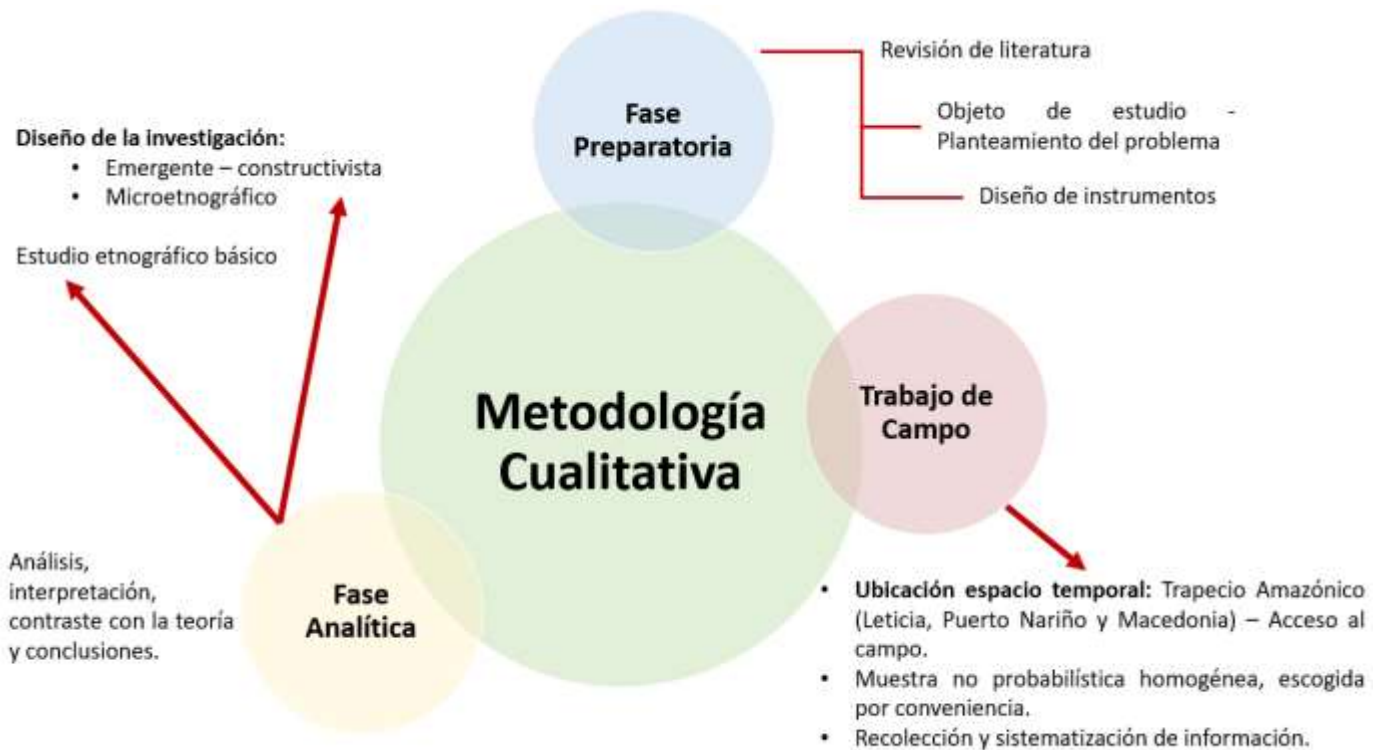 Fase
Preparatoria
Revisión de literatura
Objeto de estudio -
Planteamiento del problema
Diseño de instrumentos
Diseño de la investigación:
• Emergente – constructivista
• Microetnográfico
Estudio etnográfico básico
Metodología
Cualitativa
Trabajo de
Campo
Análisis,
interpretación,
contraste con la teoría
y conclusiones.
Fase
Analítica
• Ubicación espacio temporal: Trapecio Amazónico
(Leticia, Puerto Nariño y Macedonia) – Acceso al
campo.
• Muestra no probabilística homogénea, escogida
por conveniencia.
• Recolección y sistematización de información.